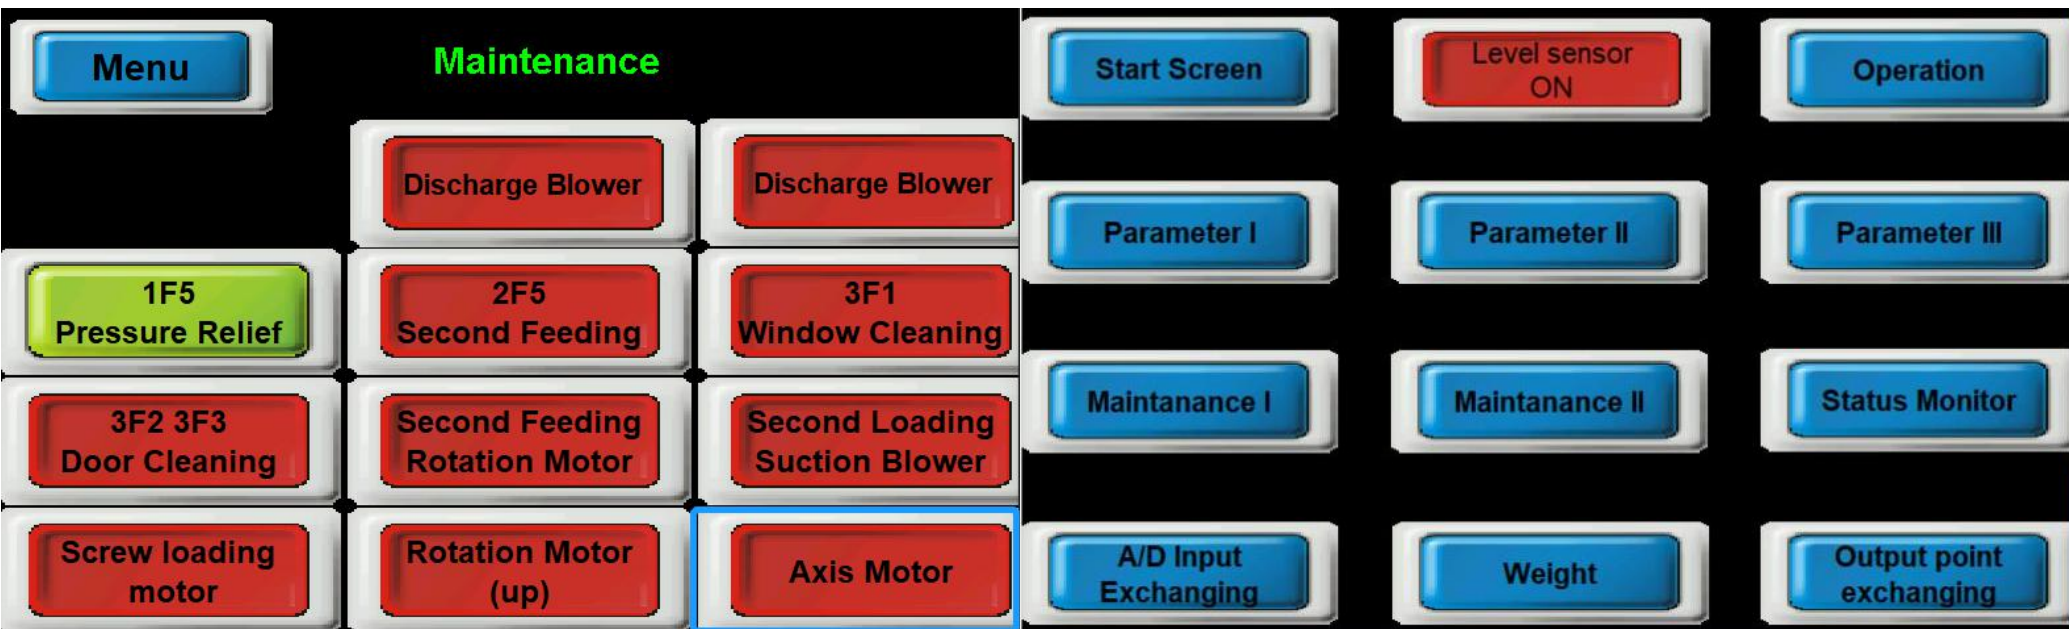 Menu
Maintenance
Discharge Blower
Discharge Blower
1F5
Pressure Relief
2F5
Second Feeding
3F1
Window Cleaning
3F2 3F3
Door Cleaning
Second Feeding
Rotation Motor
Second Loading
Suction Blower
Screw loading
motor
Rotation Motor
(up)
Axis Motor
Start Screen
Level sensor
ON
Operation
Parameter I
Parameter II
Parameter III
Maintanance I
Maintanance II
Status Monitor
A/D Input
Exchanging
Weight
Output point
exchanging